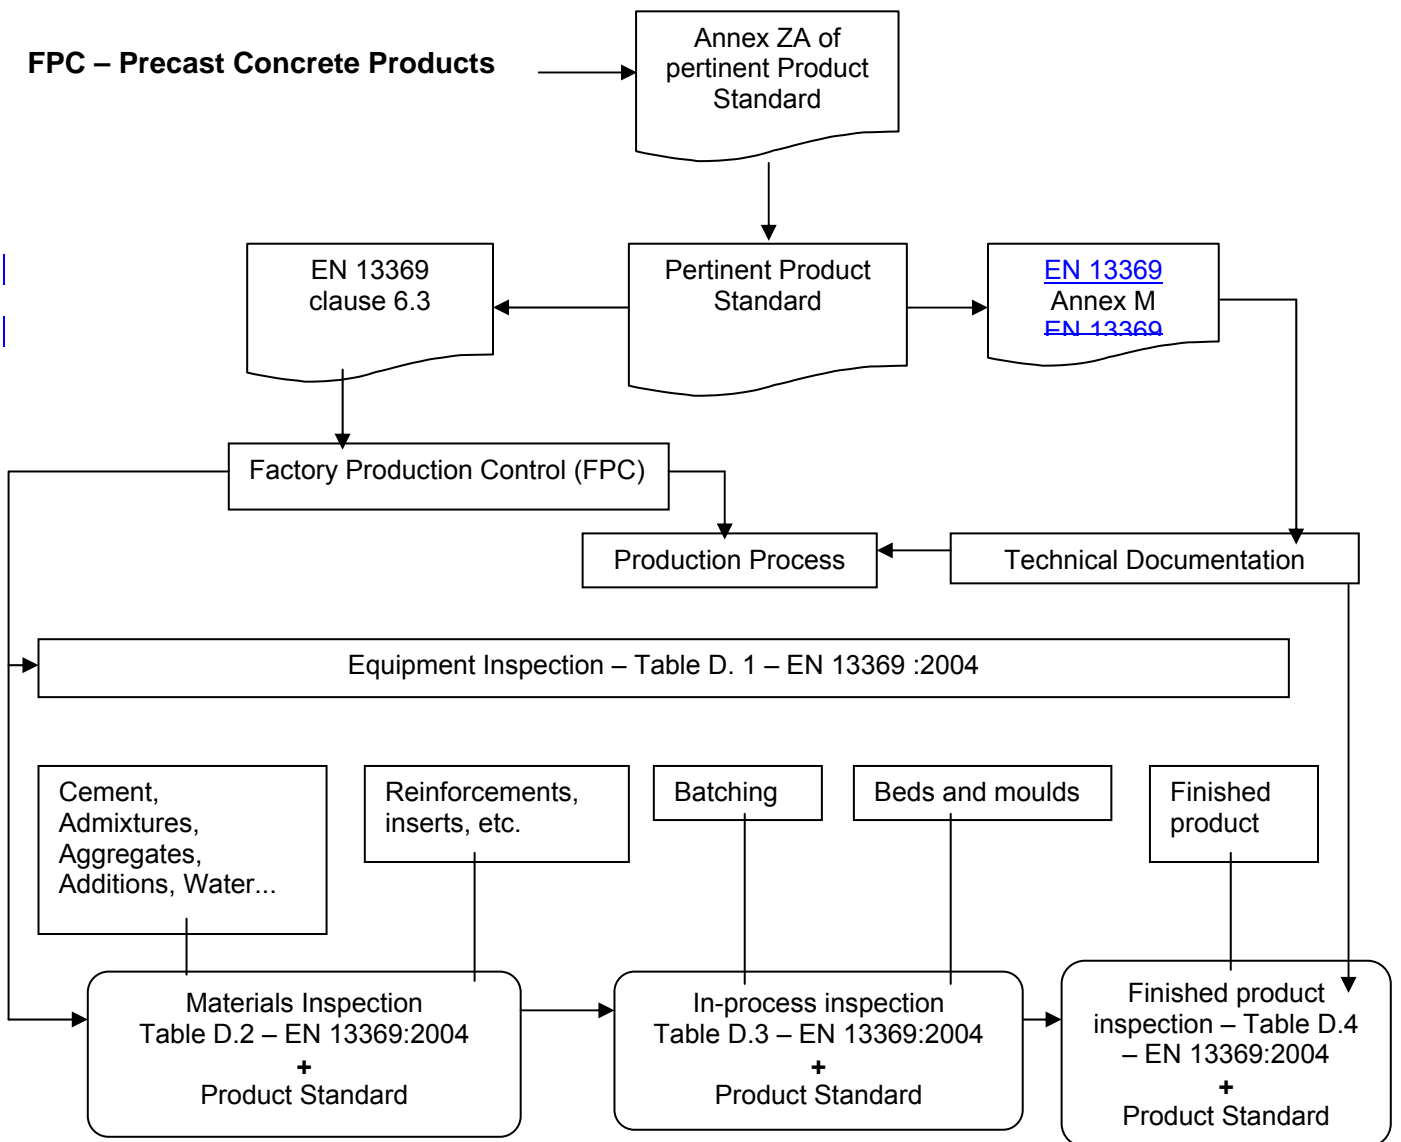 FPC – Precast Concrete Products
Annex ZA of
pertinent Product
Standard
EN 13369
clause 6.3
Pertinent Product
Standard
EN 13369
Annex M
EN 13369
Factory Production Control (FPC)
Production Process
Technical Documentation
Equipment Inspection – Table D. 1 – EN 13369 :2004
Cement,
Admixtures,
Aggregates,
Additions, Water...
Reinforcements,
inserts, etc.
Batching
Beds and moulds
Finished
product
Materials Inspection
Table D.2 – EN 13369:2004
+
Product Standard
In-process inspection
Table D.3 – EN 13369:2004
+
Product Standard
Finished product
inspection – Table D.4
– EN 13369:2004
+
Product Standard